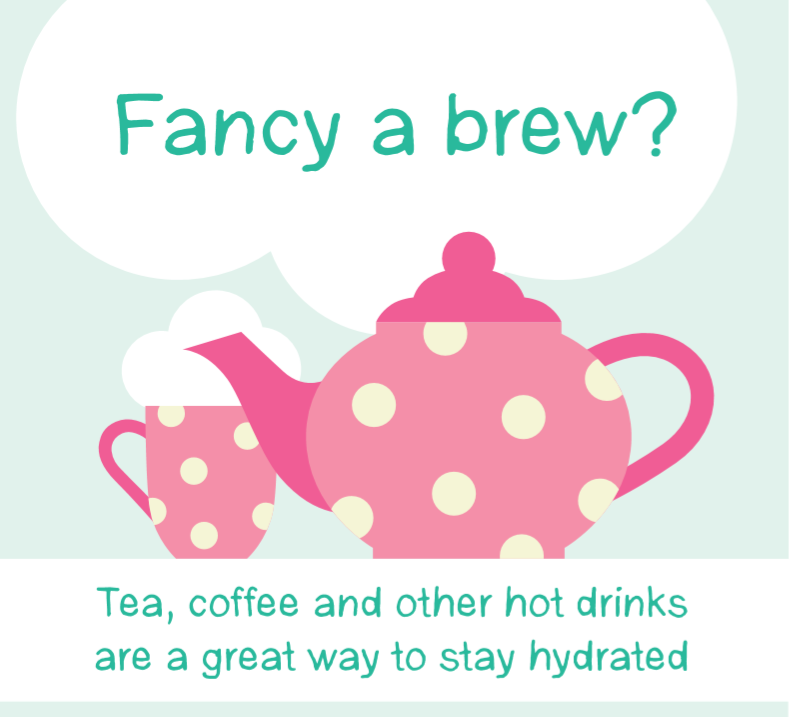 Fancy a brew?
Tea, coffee and other hot drinks
are a great way to stay hydrated